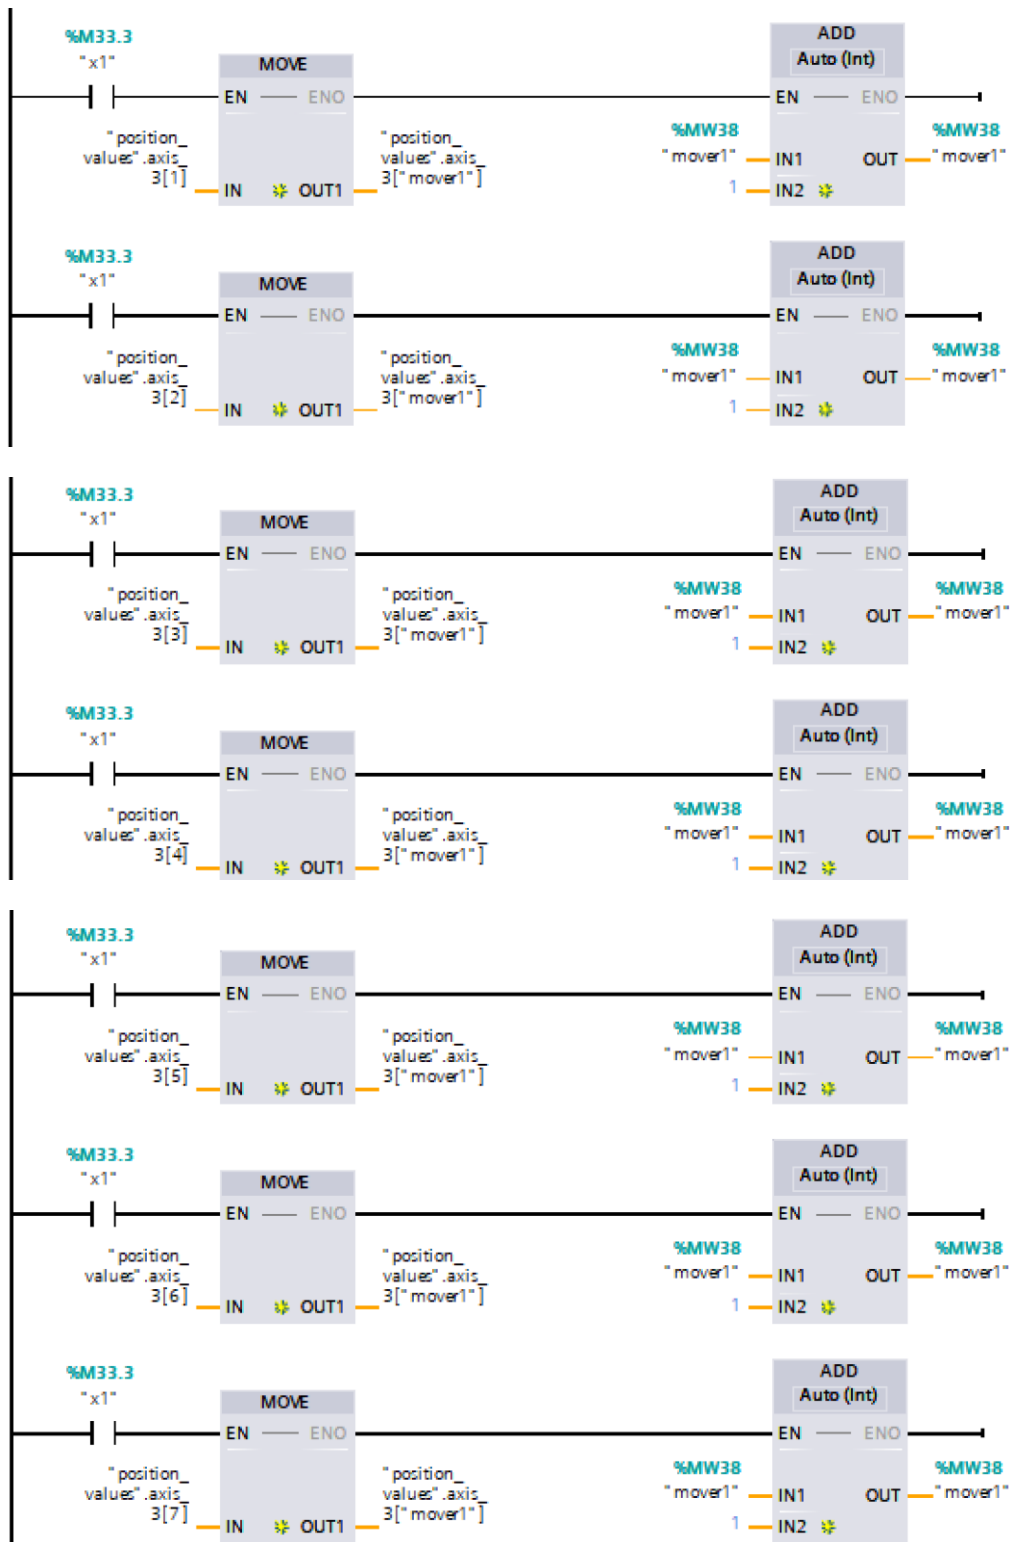 %M33.3
"x1"
MOVE
EN ENO
"position_
values".axis_
3[1]
IN OUT1
"position_
values".axis_
3["mover1"]
ADD
Auto (Int)
EN ENO
%MW38
"mover1"
IN1
1
IN2
OUT
%MW38
"mover1"
%M33.3
"x1"
MOVE
EN ENO
"position_
values".axis_
3[2]
IN OUT1
"position_
values".axis_
3["mover1"]
ADD
Auto (Int)
EN ENO
%MW38
"mover1"
IN1
1
IN2
OUT
%MW38
"mover1"
%M33.3
"x1"
MOVE
EN ENO
"position_
values".axis_
3[3]
IN OUT1
"position_
values".axis_
3["mover1"]
ADD
Auto (Int)
EN ENO
%MW38
"mover1"
IN1
1
IN2
OUT
%MW38
"mover1"
%M33.3
"x1"
MOVE
EN ENO
"position_
values".axis_
3[4]
IN OUT1
"position_
values".axis_
3["mover1"]
ADD
Auto (Int)
EN ENO
%MW38
"mover1"
IN1
1
IN2
OUT
%MW38
"mover1"
%M33.3
"x1"
MOVE
EN ENO
"position_
values".axis_
3[5]
IN OUT1
"position_
values".axis_
3["mover1"]
ADD
Auto (Int)
EN ENO
%MW38
"mover1"
IN1
1
IN2
OUT
%MW38
"mover1"
%M33.3
"x1"
MOVE
EN ENO
"position_
values".axis_
3[6]
IN OUT1
"position_
values".axis_
3["mover1"]
ADD
Auto (Int)
EN ENO
%MW38
"mover1"
IN1
1
IN2
OUT
%MW38
"mover1"
%M33.3
"x1"
MOVE
EN ENO
"position_
values".axis_
3[7]
IN OUT1
"position_
values".axis_
3["mover1"]
ADD
Auto (Int)
EN ENO
%MW38
"mover1"
IN1
1
IN2
OUT
%MW38
"mover1"